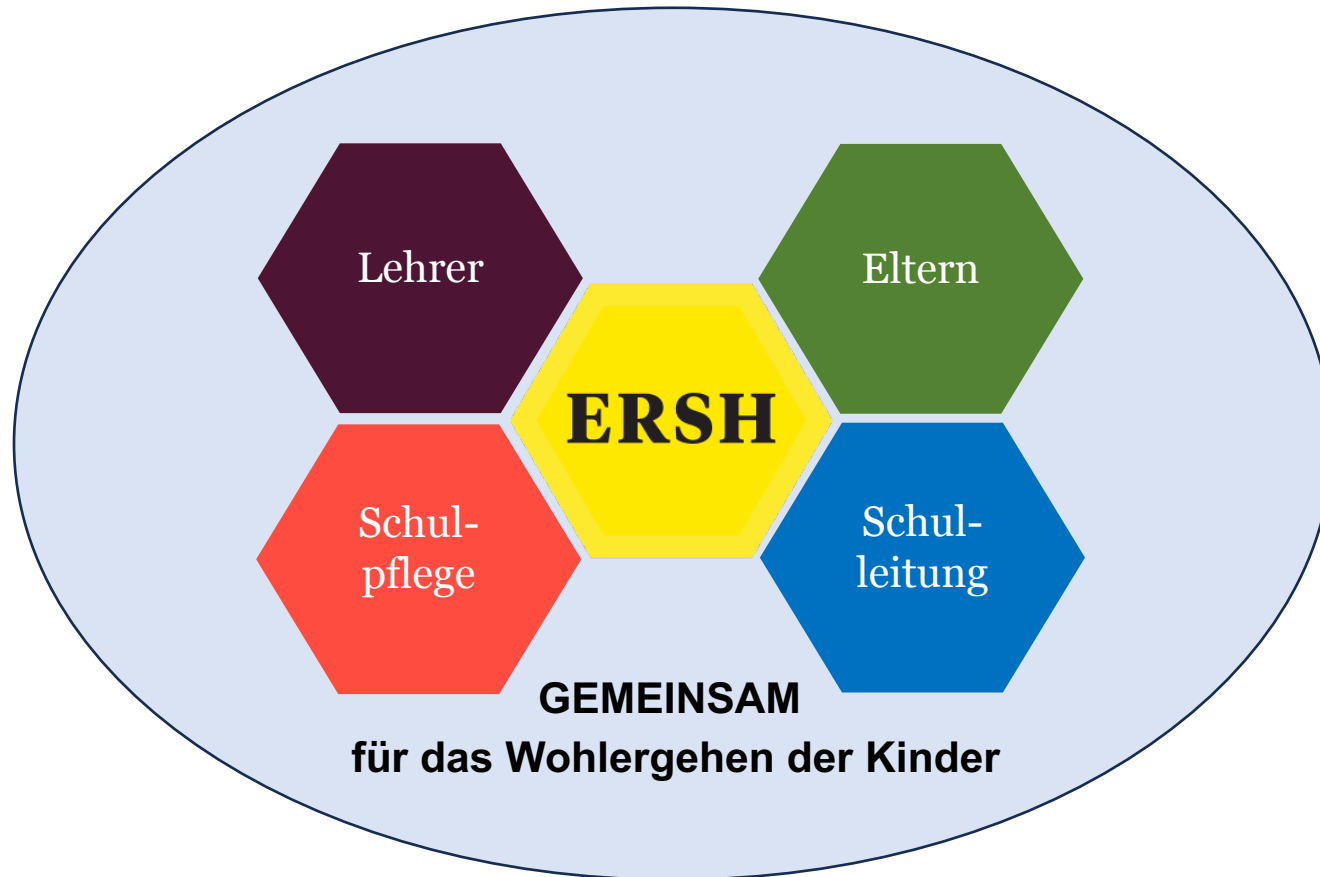 Lehrer
Eltern
ERSH
Schul-
pflege
Schul-
leitung
GEMEINSAM
für das Wohlergehen der Kinder